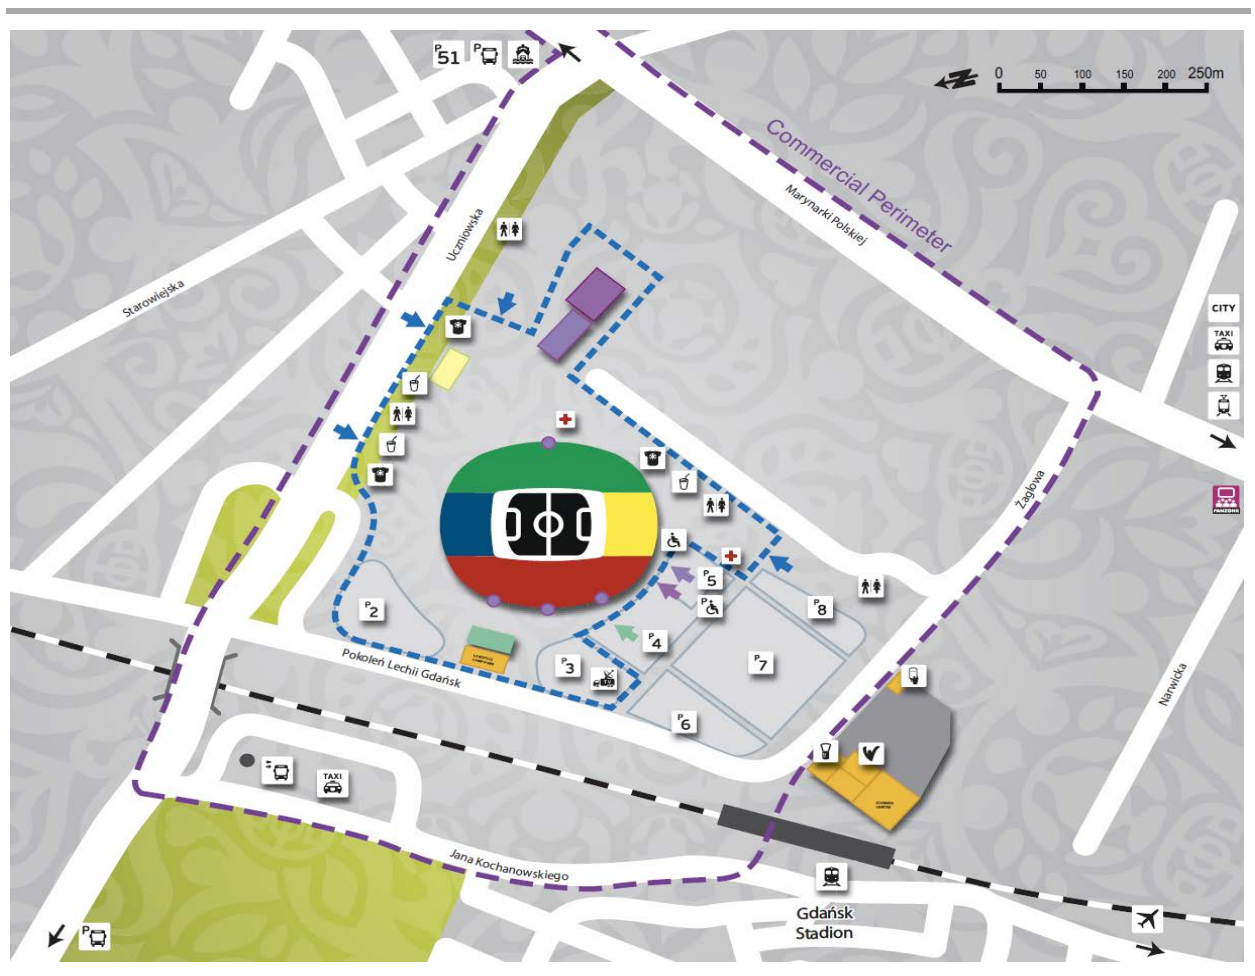 P51
P
N
0 50 100 150 200 250m
Commercial Perimeter
Marynarki Polskiej
Uczniowska
Starowiejska
CITY
TAXI
FANZONE
Żaglowa
Narwicka
P2
P3
P4
P5
P
P6
P7
P8
Pokoleń Lechii Gdańsk
TAXI
Jana Kochanowskiego
Gdańsk
Stadion
P